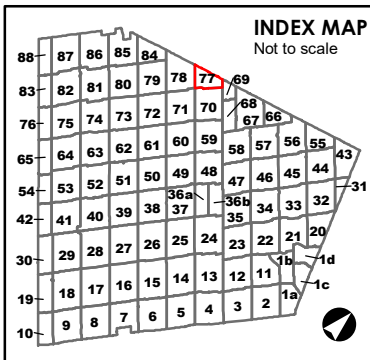 INDEX MAP
Not to scale
88 87 86 85 84
83 82 81 80 79 78 77 69
76 75 74 73 72 71 70 68 67 66
65 64 63 62 61 60 59 58 57 56 55 43
54 53 52 51 50 49 48 47 46 45 44 31
42 41 40 39 38 37 36a 36b 35 34 33 32
30 29 28 27 26 25 24 23 22 21 20
19 18 17 16 15 14 13 12 11 1b 1d
10 9 8 7 6 5 4 3 2 1a 1c